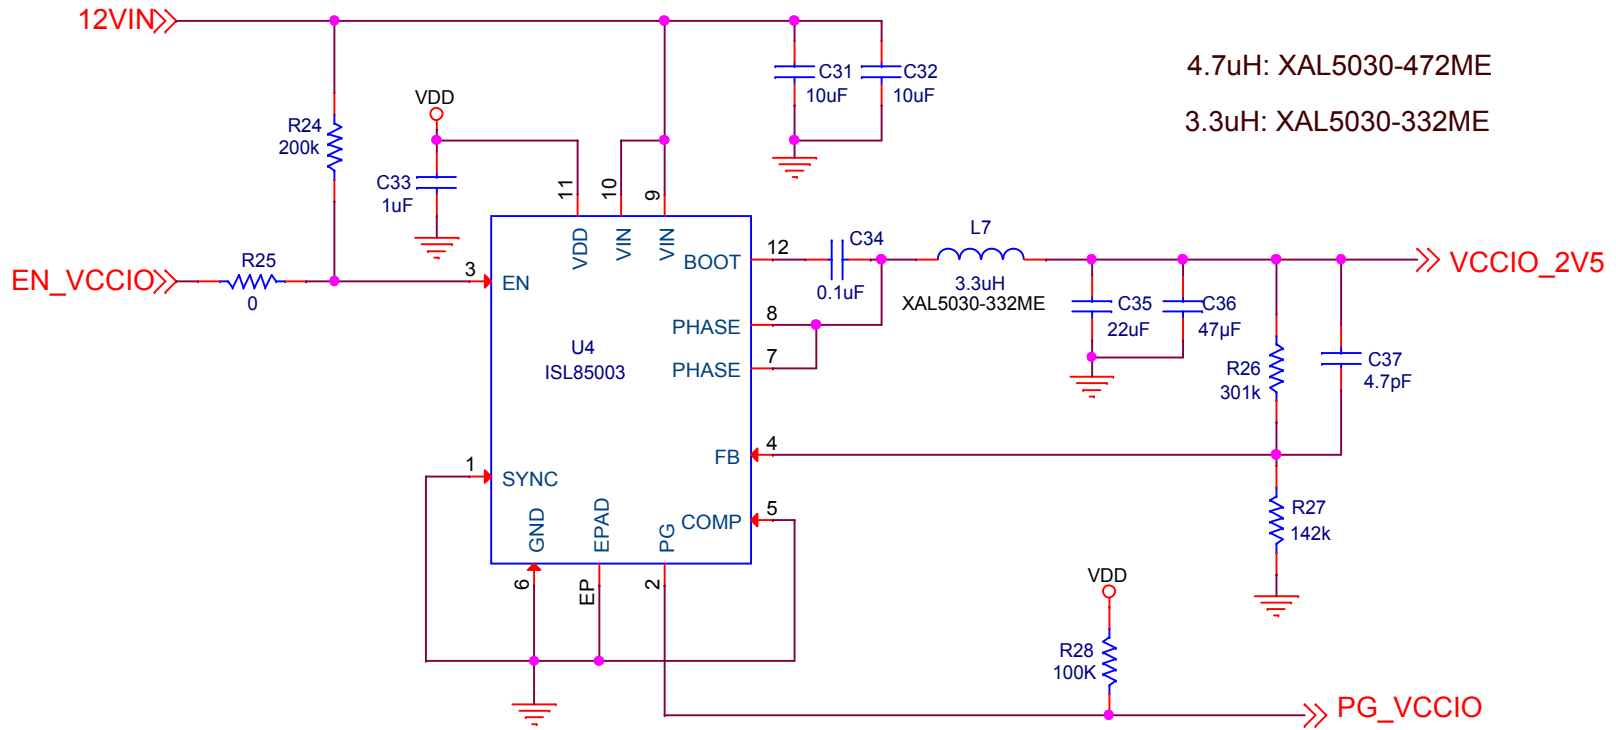 12VIN
4.7uH: XAL5030-472ME
3.3uH: XAL5030-332ME
C31
10uF
C32
10uF
VDD
R24
200k
C33
1uF
11
10
9
VDD
VIN
VIN
EN_VCCIO
R25
0
3
EN
BOOT
12
C34
0.1uF
L7
3.3uH
XAL5030-332ME
VCCIO_2V5
C35
22uF
C36
47µF
PHASE
8
PHASE
7
U4
ISL85003
R26
301k
C37
4.7pF
FB
4
1
SYNC
COMP
5
GND
EPAD
PG
6
EP
2
R27
142k
VDD
R28
100K
PG_VCCIO